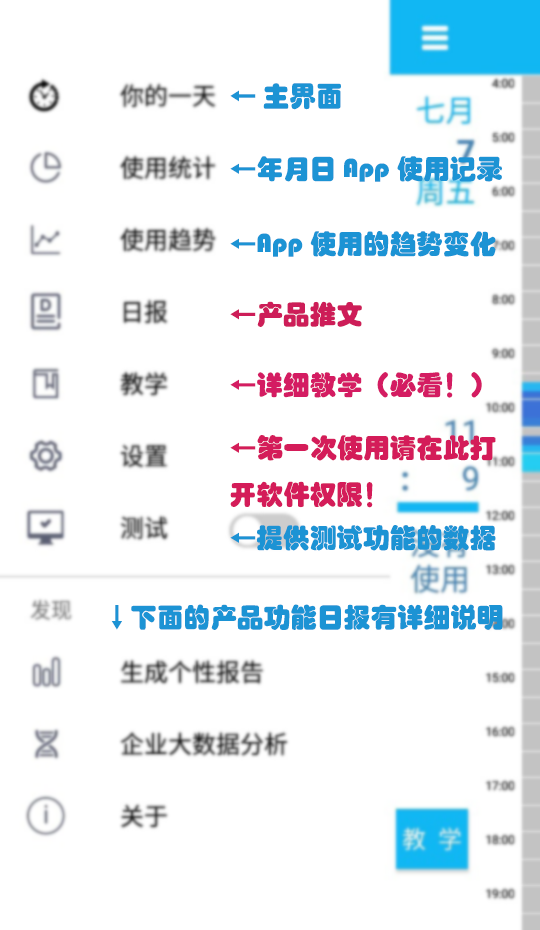 4:00
你的一天 ← 主界面
七月
5:00
7
使用统计 ←年月日 App 使用记录
周五 6:00
使用趋势 ←App 使用的趋势变化 7:00
8:00
日报 ←产品推文
9:00
教学 ←详细教学（必看！）
10:00
11
设置 ←第一次使用请在此打
开软件权限！
11:00
: 9
12:00
测试 ←提供测试功能的数据
没有
使用
13:00
发现 ↓下面的产品功能日报有详细说明
生成个性报告 15:00
16:00
企业大数据分析
17:00
关于
教 学 18:00
19:00